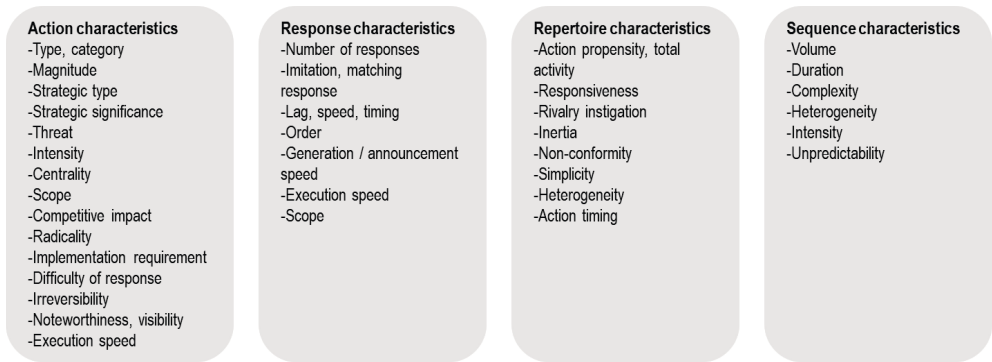 Action characteristics
-Type, category
-Magnitude
-Strategic type
-Strategic significance
-Threat
-Intensity
-Centrality
-Scope
-Competitive impact
-Radicality
-Implementation requirement
-Difficulty of response
-Irreversibility
-Noteworthiness, visibility
-Execution speed
Response characteristics
-Number of responses
-Imitation, matching
response
-Lag, speed, timing
-Order
-Generation / announcement
speed
-Execution speed
-Scope
Repertoire characteristics
-Action propensity, total
activity
-Responsiveness
-Rivalry instigation
-Inertia
-Non-conformity
-Simplicity
-Heterogeneity
-Action timing
Sequence characteristics
-Volume
-Duration
-Complexity
-Heterogeneity
-Intensity
-Unpredictability